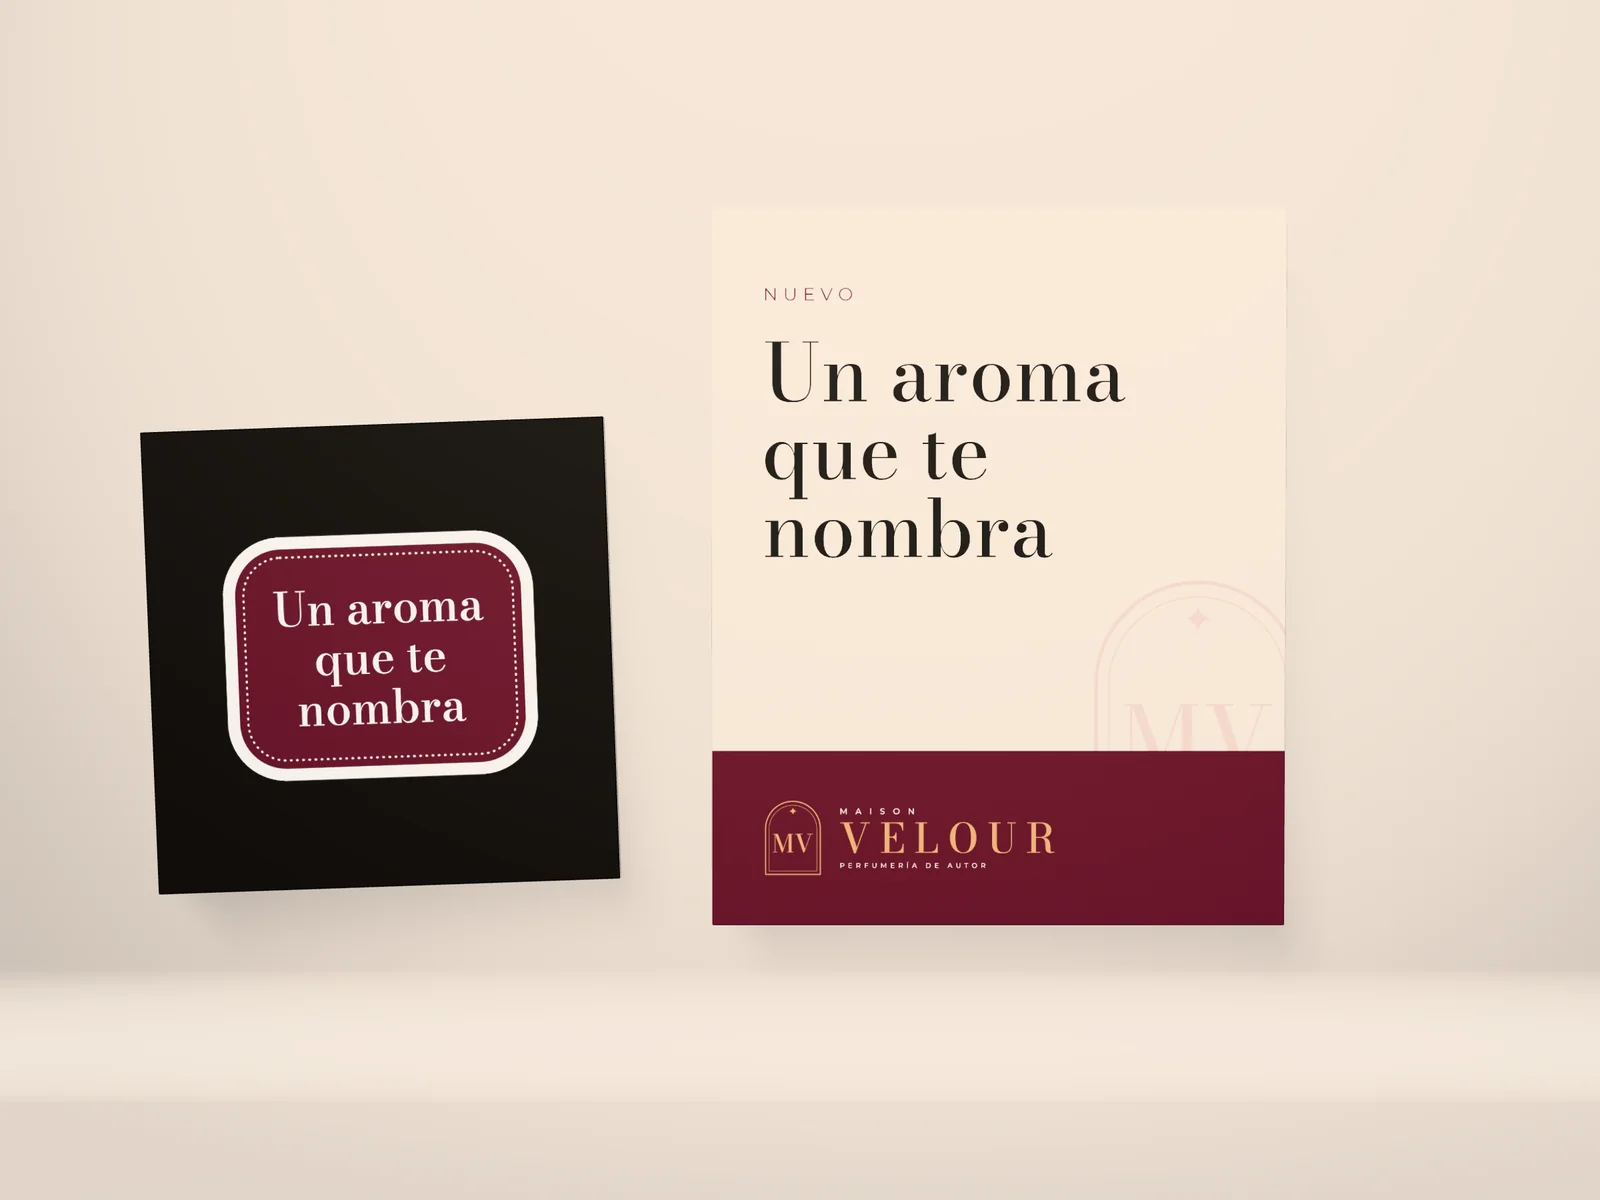 Un aroma
que te
nombra
NUEVO
Un aroma
que te
nombra
MV
MV
MAISON
VELOUR
PERFUMERÍA DE AUTOR